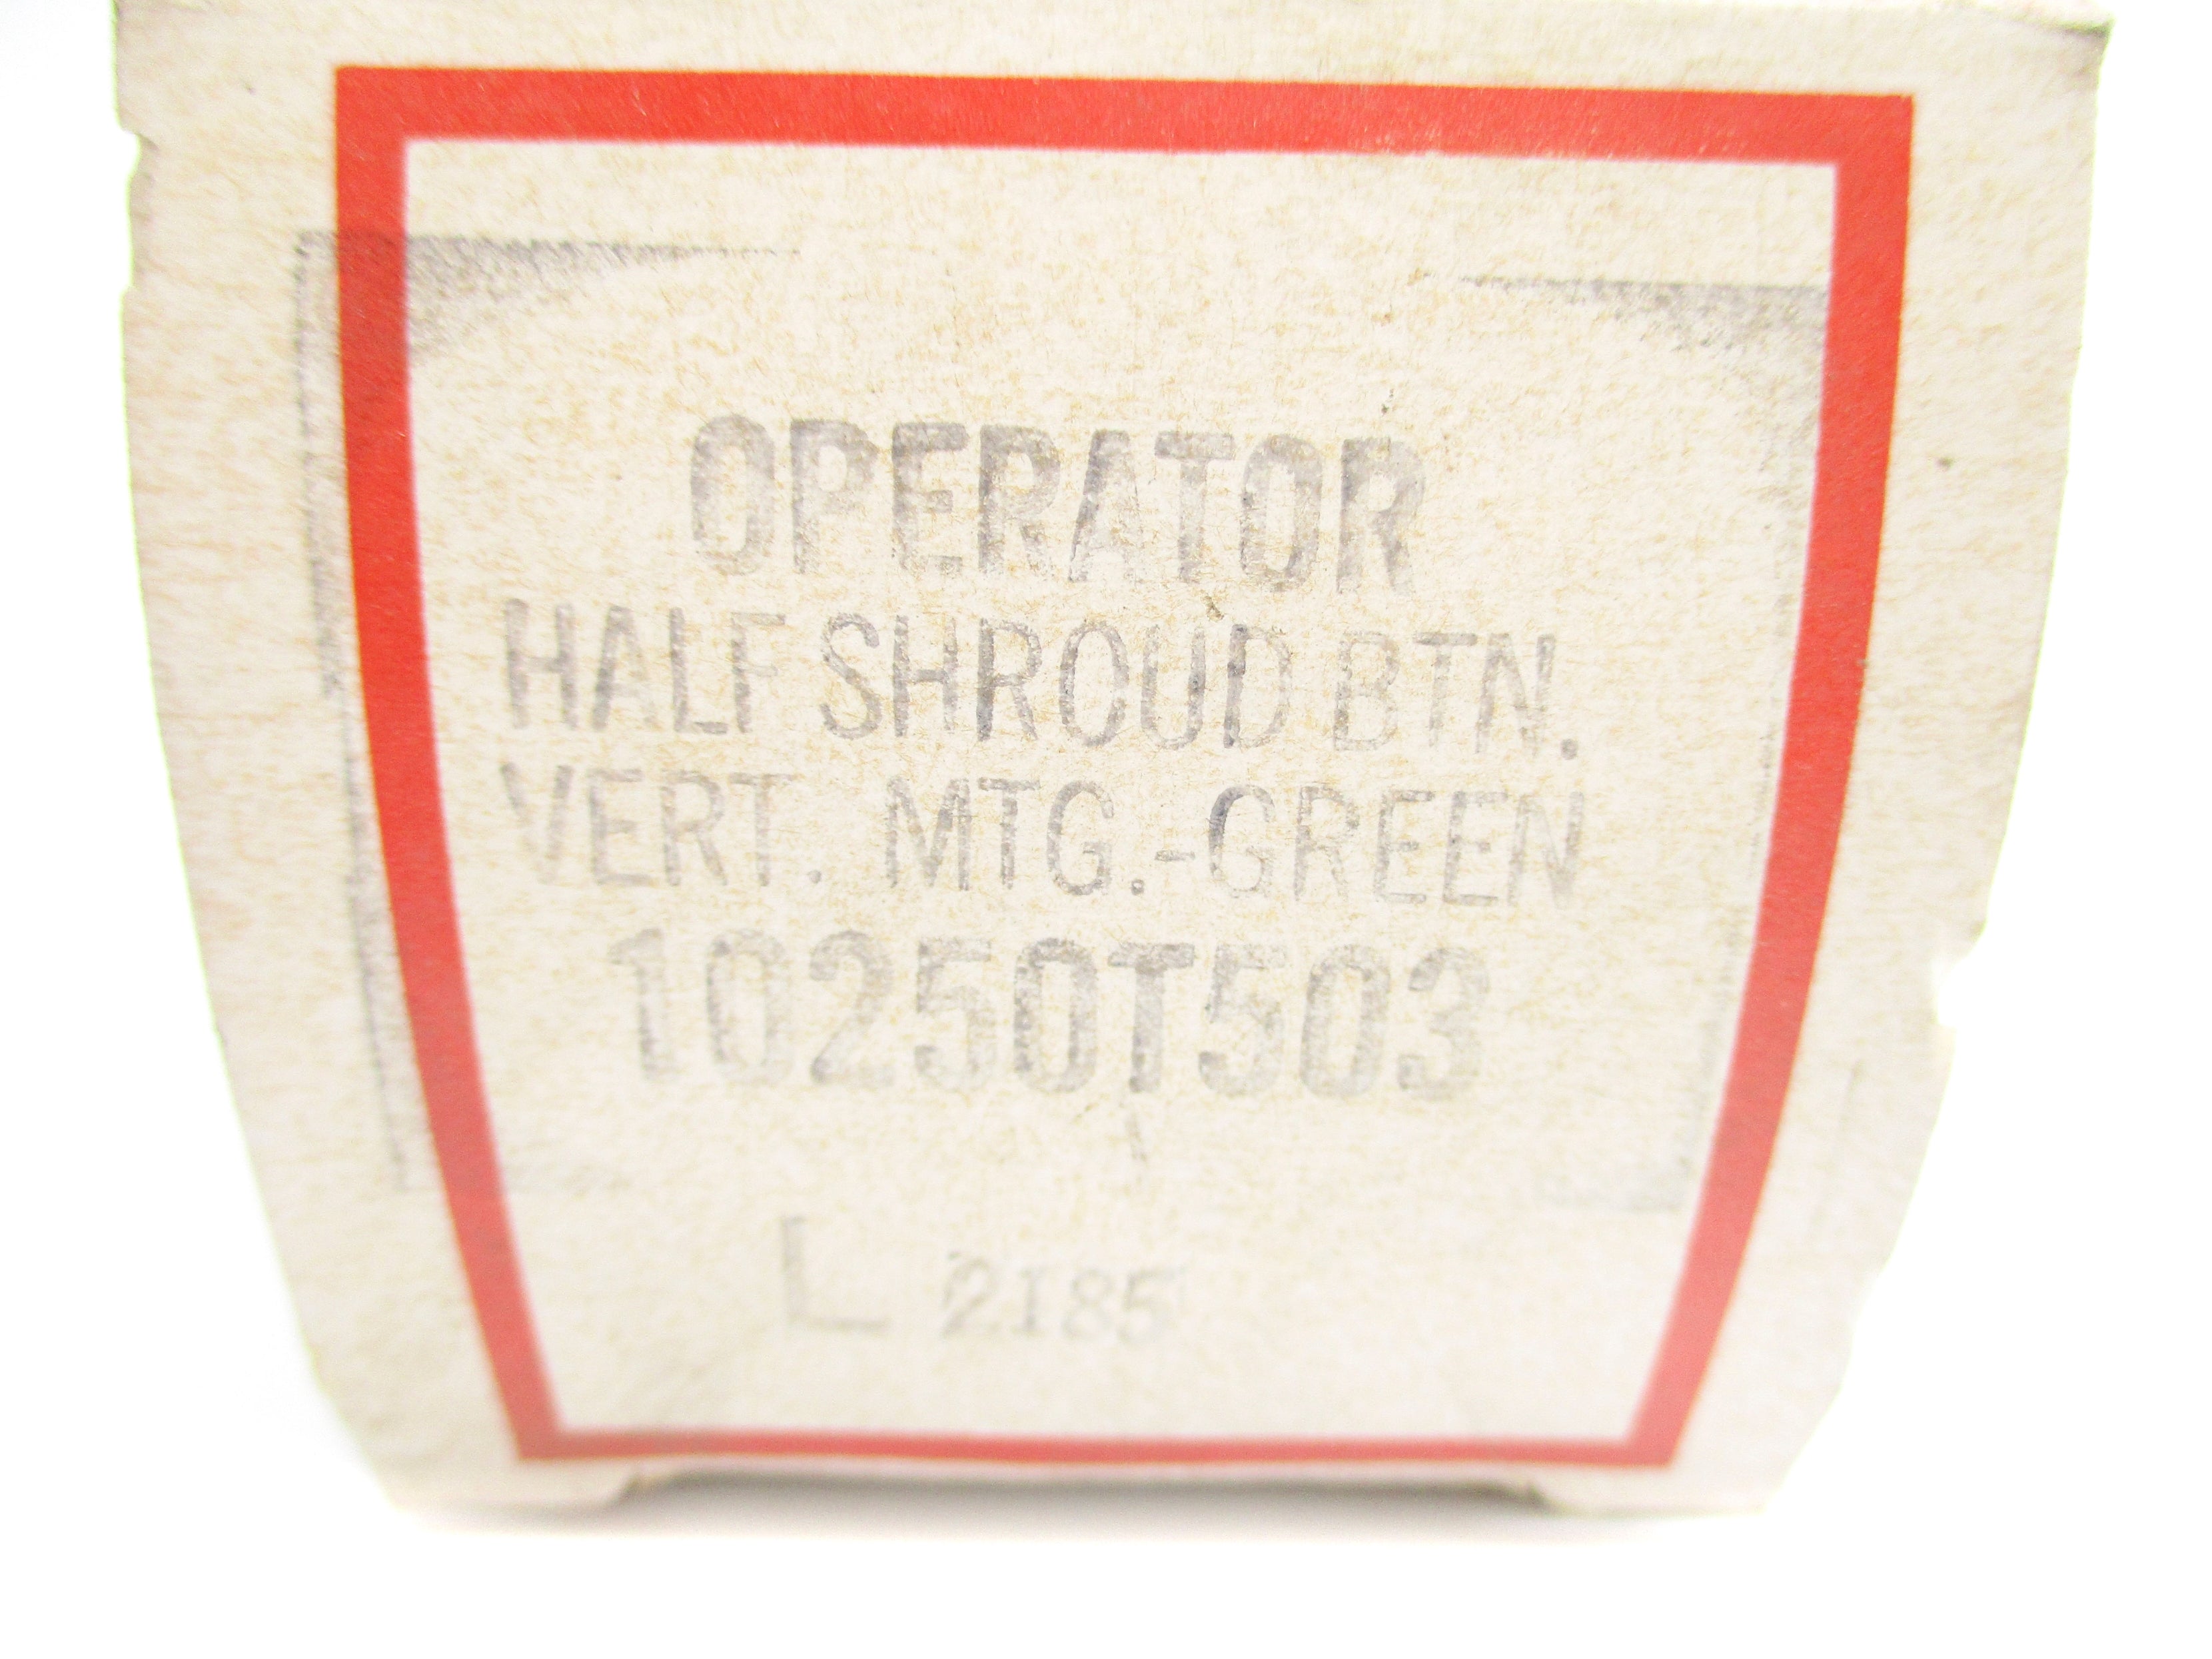 OPERATOR
HALF SHROUD BTN.
VERT. MTG.-GREEN
10250T503
L 2185